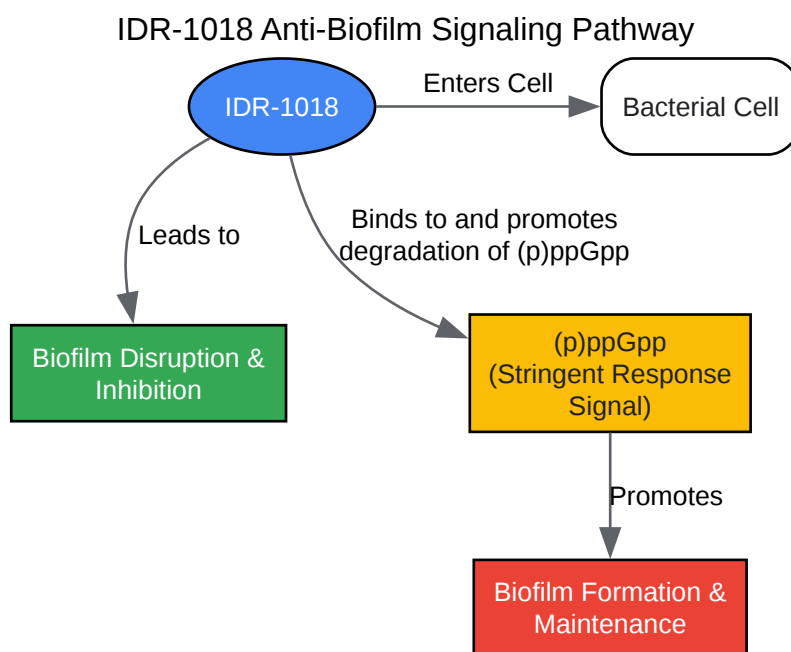 IDR-1018 Anti-Biofilm Signaling Pathway
IDR-1018
Enters Cell
Bacterial Cell
Leads to
Binds to and promotes
degradation of (p)ppGpp
Biofilm Disruption &
Inhibition
(p)ppGpp
(Stringent Response
Signal)
Promotes
Biofilm Formation &
Maintenance